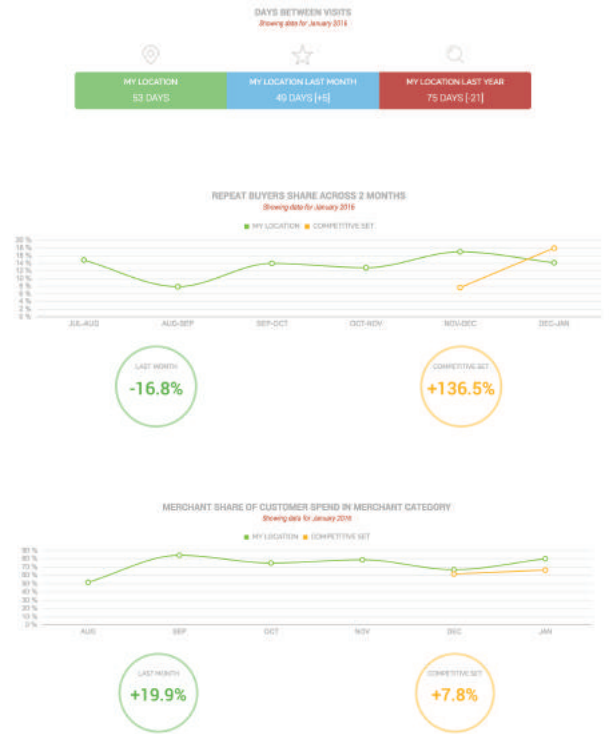 DAYS BETWEEN VISITS
Showing data for January 2016
MY LOCATION
53 DAYS
MY LOCATION LAST MONTH
49 DAYS [+5]
MY LOCATION LAST YEAR
75 DAYS [-21]
REPEAT BUYERS SHARE ACROSS 2 MONTHS
Showing data for January 2016
MY LOCATION COMPETITIVE SET
20 %
18 %
16 %
14 %
12 %
10 %
8 %
6 %
4 %
2 %
0 %
JUL-AUG AUG-SEP SEP-OCT OCT-NOV NOV-DEC DEC-JAN
LAST MONTH
-16.8%
COMPETITIVE SET
+136.5%
MERCHANT SHARE OF CUSTOMER SPEND IN MERCHANT CATEGORY
Showing data for January 2016
MY LOCATION COMPETITIVE SET
90 %
80 %
70 %
60 %
50 %
40 %
30 %
20 %
10 %
0 %
AUG SEP OCT NOV DEC JAN
LAST MONTH
+19.9%
COMPETITIVE SET
+7.8%